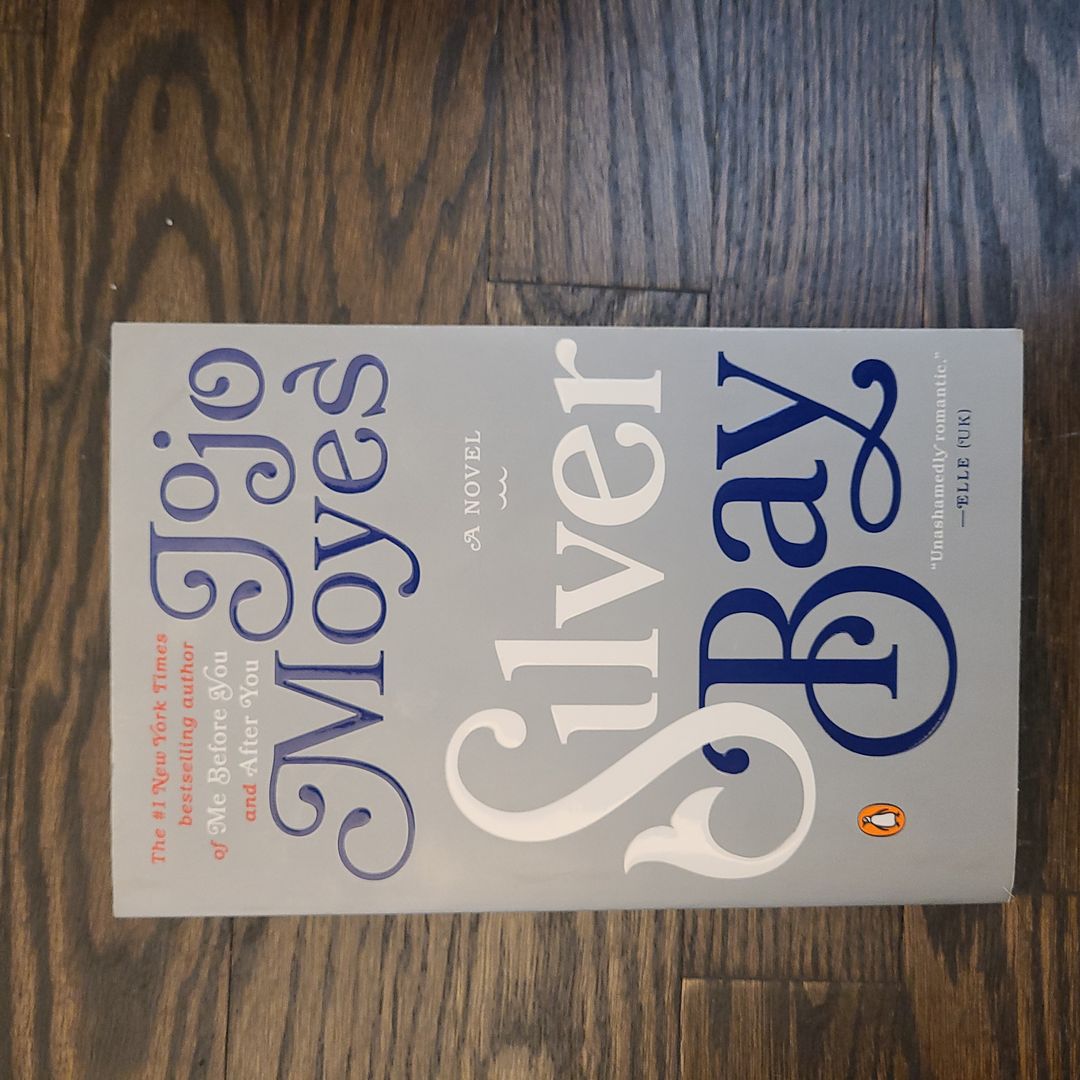 The #1 New York Times
bestselling author
of Me Before You
and After You
Jojo
Moyes
A NOVEL
Silver
Bay
"Unashamedly romantic."
—ELLE (UK)